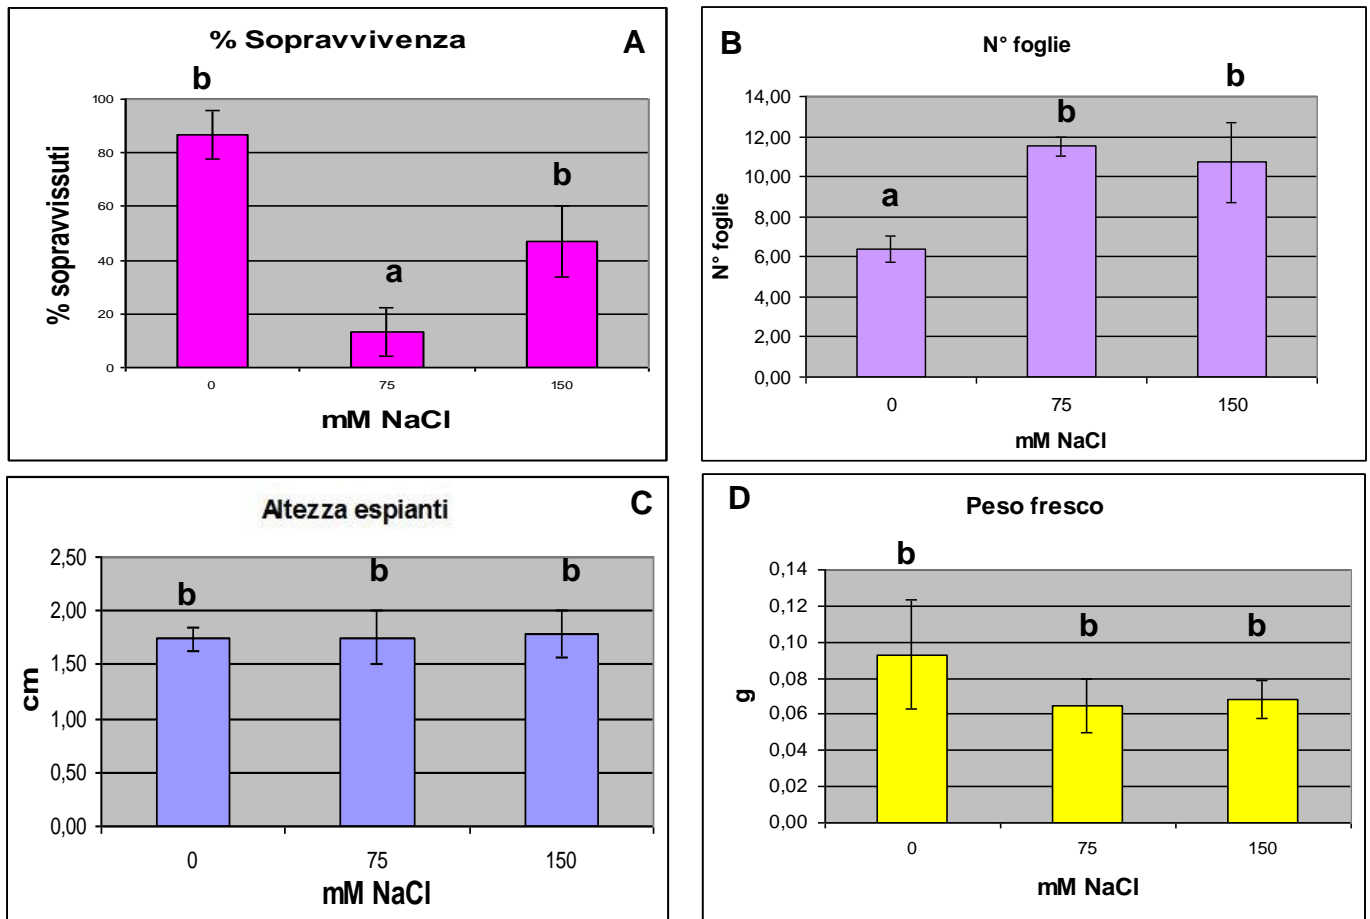 % Sopravvivenza
A
b
100
80
60
40
20
0
% sopravvissuti
a
b
0
75
150
mM NaCl
B
N° foglie
b
b
a
14,00
12,00
10,00
8,00
6,00
4,00
2,00
0,00
N° foglie
0
75
150
mM NaCl
Altezza espianti
C
b
b
b
2,50
2,00
1,50
1,00
0,50
0,00
cm
0
75
150
mM NaCl
D
Peso fresco
b
b
b
0,14
0,12
0,10
0,08
0,06
0,04
0,02
0,00
g
0
75
150
mM NaCl